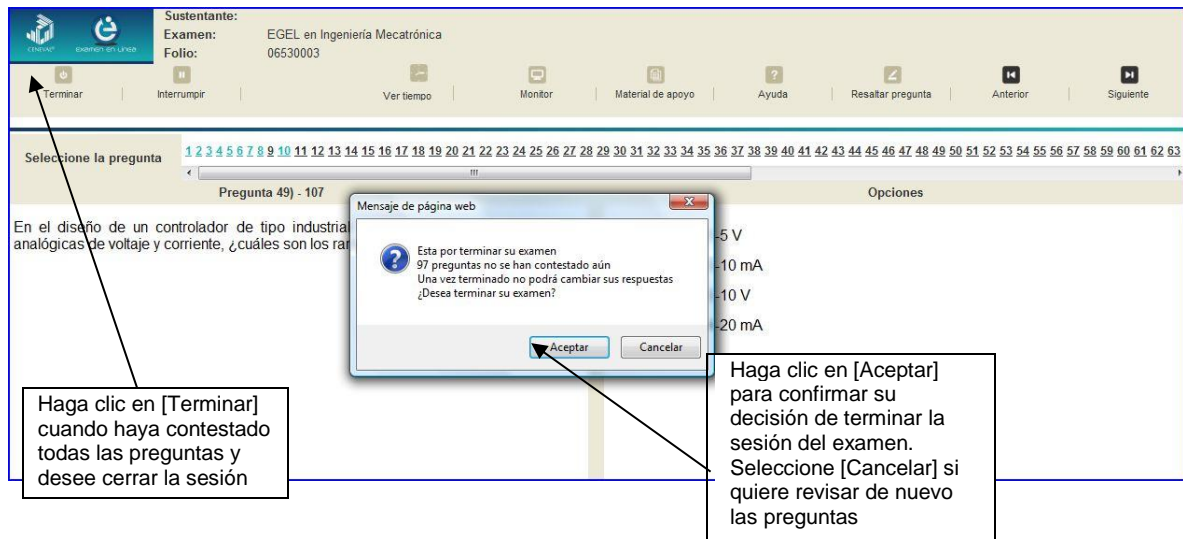 Sustentante:
Examen: EGEL en Ingeniería Mecatrónica
Folio: 06530003
CENEVAL
Examen en Línea
Terminar Interrumpir Ver tiempo Monitor Material de apoyo Ayuda Resaltar pregunta Anterior Siguiente
Seleccione la pregunta 1 2 3 4 5 6 7 8 9 10 11 12 13 14 15 16 17 18 19 20 21 22 23 24 25 26 27 28 29 30 31 32 33 34 35 36 37 38 39 40 41 42 43 44 45 46 47 48 49 50 51 52 53 54 55 56 57 58 59 60 61 62 63
Pregunta 49) - 107
Opciones
En el diseño de un controlador de tipo industrial
analógicas de voltaje y corriente, ¿cuáles son los
Mensaje de página web
Esta por terminar su examen
97 preguntas no se han contestado aún
Una vez terminado no podrá cambiar sus respuestas
¿Desea terminar su examen?
Aceptar Cancelar
-5 V
-10 mA
-10 V
-20 mA
Haga clic en [Terminar]
cuando haya contestado
todas las preguntas y
desee cerrar la sesión
Haga clic en [Aceptar]
para confirmar su
decisión de terminar la
sesión del examen.
Seleccione [Cancelar] si
quiere revisar de nuevo
las preguntas